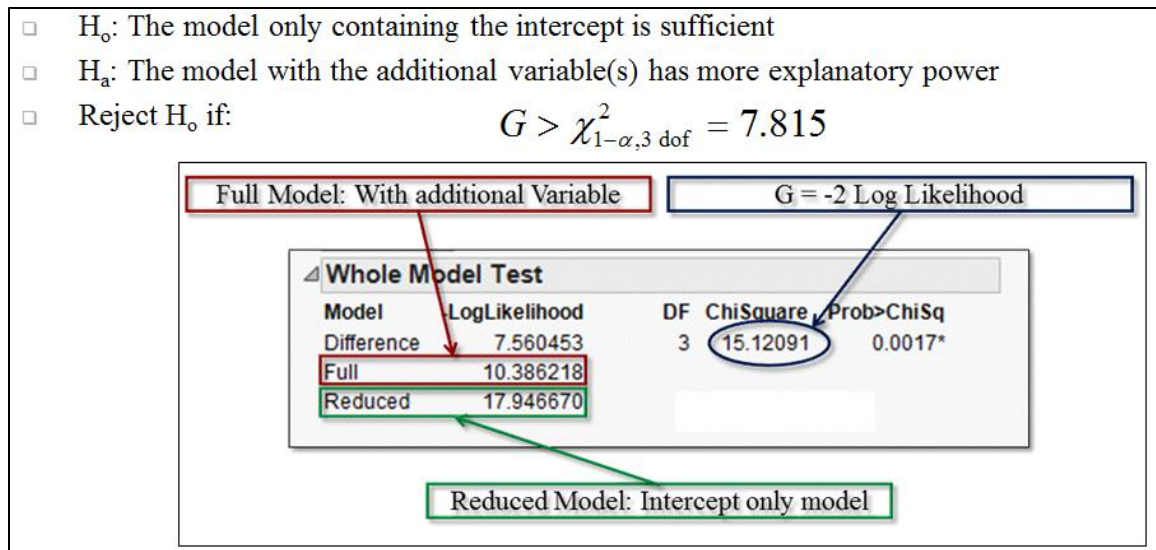 □ Hₒ: The model only containing the intercept is sufficient
□ Hₐ: The model with the additional variable(s) has more explanatory power
□ Reject Hₒ if: G > χ²₁₋α,₃ dof = 7.815
Full Model: With additional Variable G = -2 Log Likelihood
Whole Model Test
Model -LogLikelihood DF ChiSquare Prob>ChiSq
Difference 7.560453 3 15.12091 0.0017*
Full 10.386218
Reduced 17.946670
Reduced Model: Intercept only model